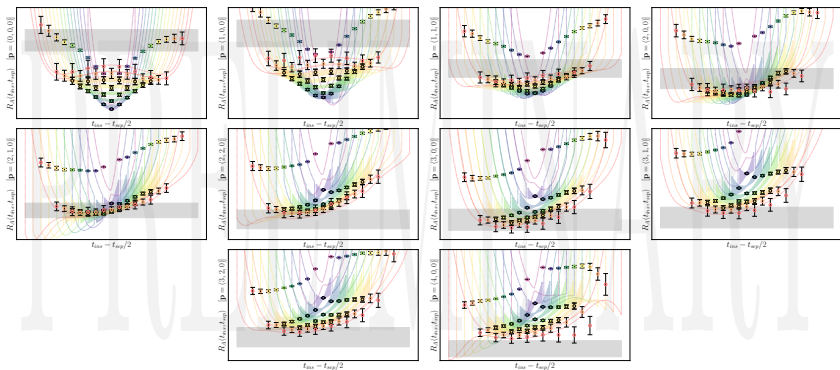 R_A(t_ins, t_sep) [p = (0, 0, 0)]
t_ins − t_sep/2
R_A(t_ins, t_sep) [p = (1, 0, 0)]
t_ins − t_sep/2
R_A(t_ins, t_sep) [p = (1, 1, 0)]
t_ins − t_sep/2
R_A(t_ins, t_sep) [p = (2, 0, 0)]
t_ins − t_sep/2
R_A(t_ins, t_sep) [p = (2, 1, 0)]
t_ins − t_sep/2
R_A(t_ins, t_sep) [p = (2, 2, 0)]
t_ins − t_sep/2
R_A(t_ins, t_sep) [p = (3, 0, 0)]
t_ins − t_sep/2
R_A(t_ins, t_sep) [p = (3, 1, 0)]
t_ins − t_sep/2
R_A(t_ins, t_sep) [p = (3, 2, 0)]
t_ins − t_sep/2
R_A(t_ins, t_sep) [p = (4, 0, 0)]
t_ins − t_sep/2